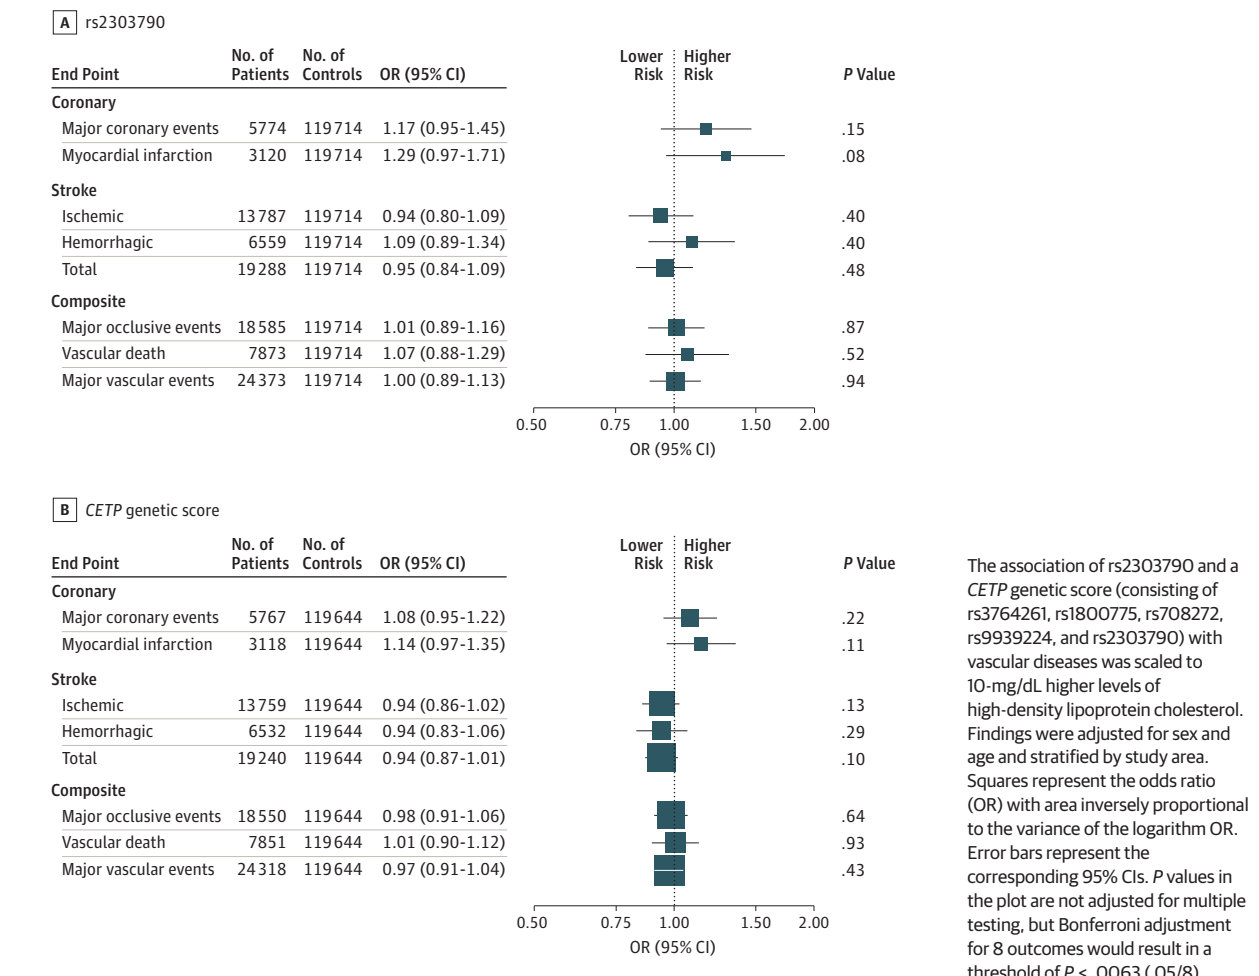 A rs2303790
End Point No. of Patients No. of Controls OR (95% CI) Lower Risk Higher Risk P Value
Coronary
Major coronary events 5774 119714 1.17 (0.95-1.45) .15
Myocardial infarction 3120 119714 1.29 (0.97-1.71) .08
Stroke
Ischemic 13787 119714 0.94 (0.80-1.09) .40
Hemorrhagic 6559 119714 1.09 (0.89-1.34) .40
Total 19288 119714 0.95 (0.84-1.09) .48
Composite
Major occlusive events 18585 119714 1.01 (0.89-1.16) .87
Vascular death 7873 119714 1.07 (0.88-1.29) .52
Major vascular events 24373 119714 1.00 (0.89-1.13) .94
0.50 0.75 1.00 1.50 2.00
OR (95% CI)
B CETP genetic score
End Point No. of Patients No. of Controls OR (95% CI) Lower Risk Higher Risk P Value
Coronary
Major coronary events 5767 119644 1.08 (0.95-1.22) .22
Myocardial infarction 3118 119644 1.14 (0.97-1.35) .11
Stroke
Ischemic 13759 119644 0.94 (0.86-1.02) .13
Hemorrhagic 6532 119644 0.94 (0.83-1.06) .29
Total 19240 119644 0.94 (0.87-1.01) .10
Composite
Major occlusive events 18550 119644 0.98 (0.91-1.06) .64
Vascular death 7851 119644 1.01 (0.90-1.12) .93
Major vascular events 24318 119644 0.97 (0.91-1.04) .43
0.50 0.75 1.00 1.50 2.00
OR (95% CI)
The association of rs2303790 and a
CETP genetic score (consisting of
rs3764261, rs1800775, rs708272,
rs9939224, and rs2303790) with
vascular diseases was scaled to
10-mg/dL higher levels of
high-density lipoprotein cholesterol.
Findings were adjusted for sex and
age and stratified by study area.
Squares represent the odds ratio
(OR) with area inversely proportional
to the variance of the logarithm OR.
Error bars represent the
corresponding 95% CIs. P values in
the plot are not adjusted for multiple
testing, but Bonferroni adjustment
for 8 outcomes would result in a
threshold of P < .0063 (.05/8)